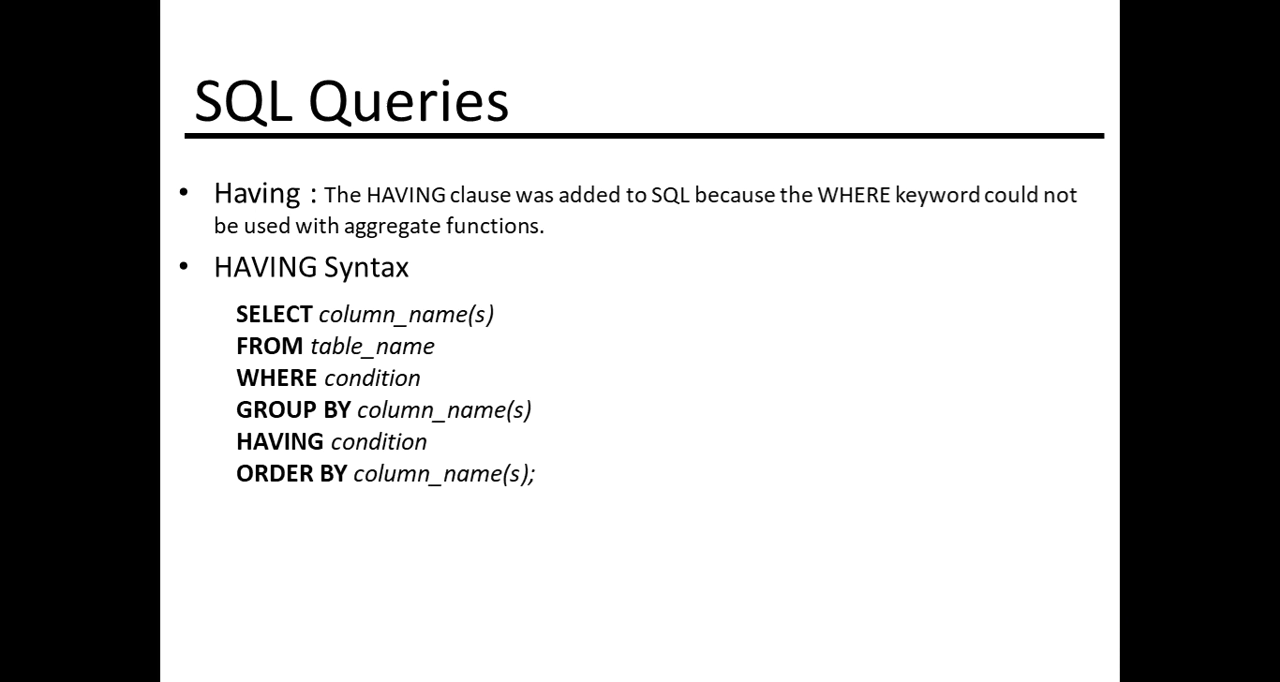 SQL Queries
• Having : The HAVING clause was added to SQL because the WHERE keyword could not
be used with aggregate functions.
• HAVING Syntax
SELECT column_name(s)
FROM table_name
WHERE condition
GROUP BY column_name(s)
HAVING condition
ORDER BY column_name(s);